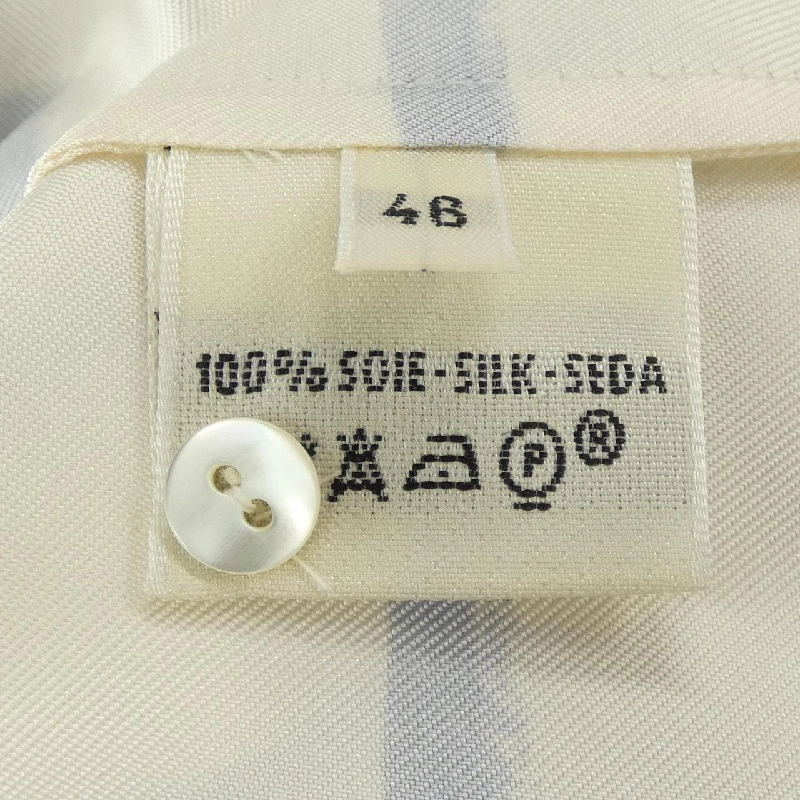 46
100% SOIE - SILK - SEDA
P ®